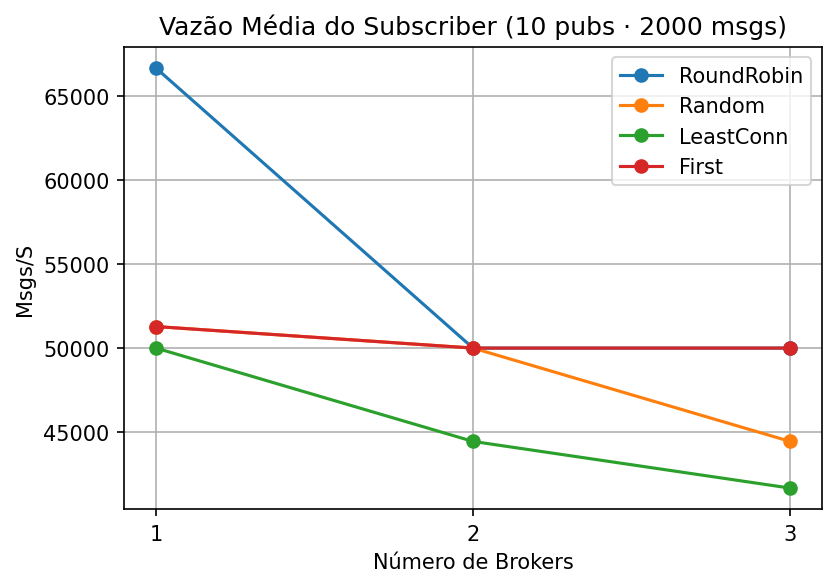 Vazão Média do Subscriber (10 pubs · 2000 msgs)
RoundRobin
Random
LeastConn
First
Msgs/S
65000
60000
55000
50000
45000
1
2
3
Número de Brokers